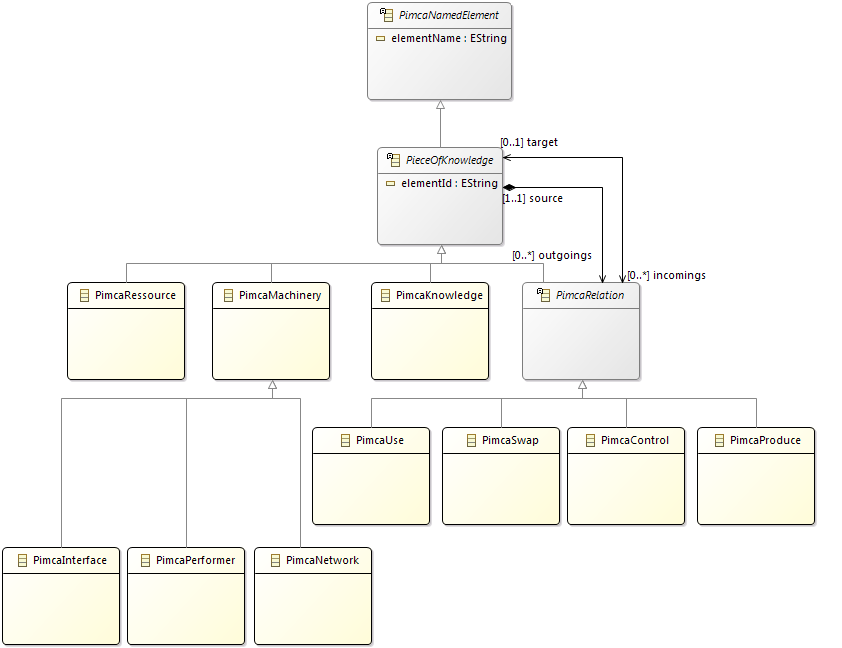 PimcaNamedElement
elementName : EString
[0..1] target
PieceOfKnowledge
elementId : EString
[1..1] source
[0..*] outgoings
[0..*] incomings
PimcaRessource
PimcaMachinery
PimcaKnowledge
PimcaRelation
PimcaUse
PimcaSwap
PimcaControl
PimcaProduce
PimcaInterface
PimcaPerformer
PimcaNetwork